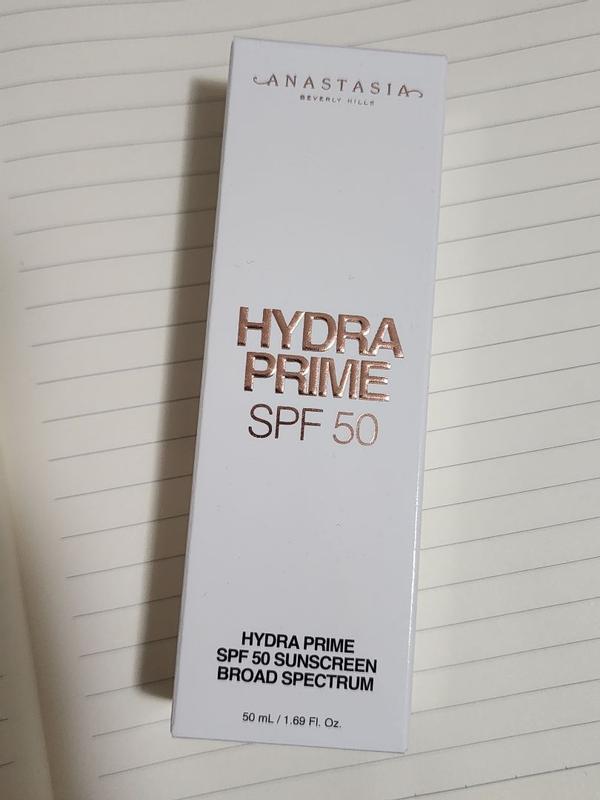 ANASTASIA
BEVERLY HILLS
HYDRA
PRIME
SPF 50
HYDRA PRIME
SPF 50 SUNSCREEN
BROAD SPECTRUM
50 mL / 1.69 Fl. Oz.